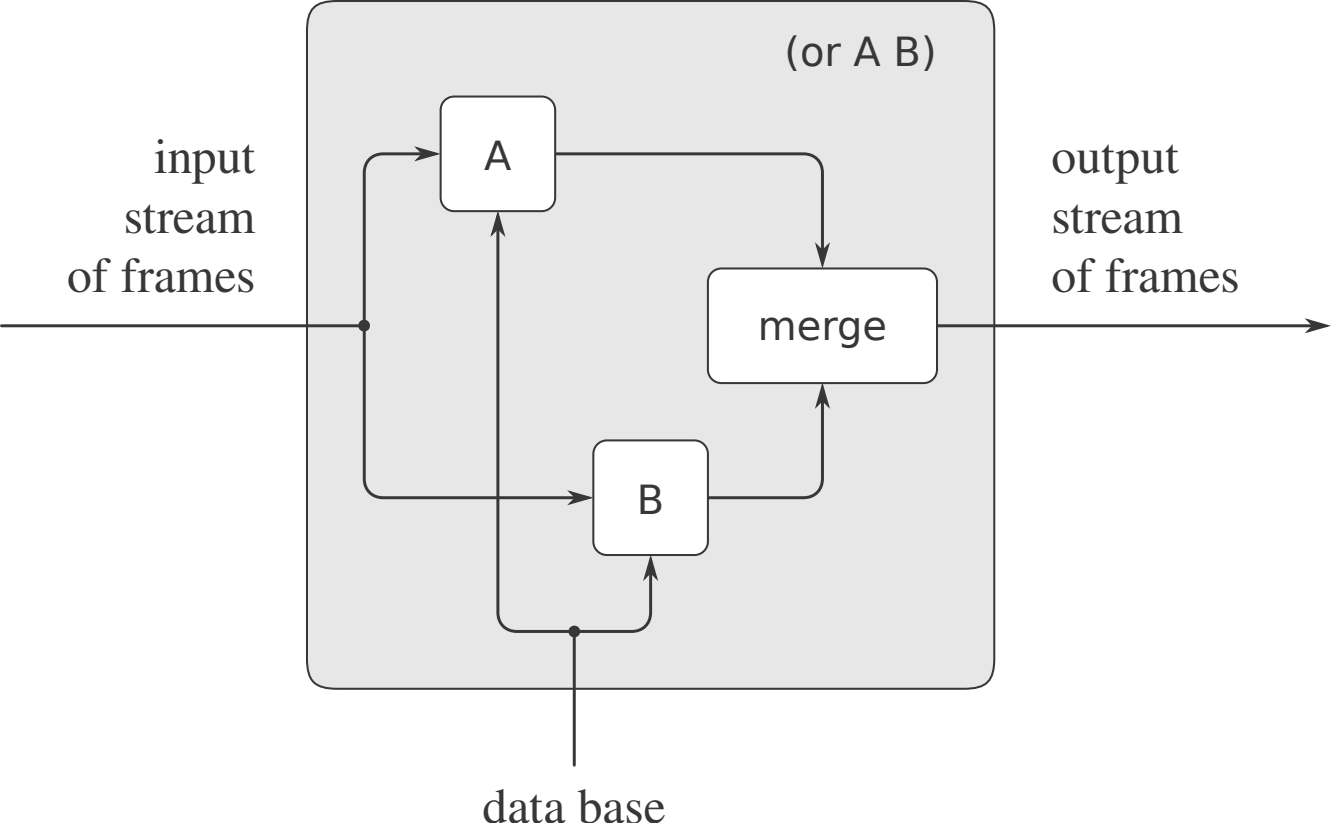 (or A B)
input
stream
of frames
A
output
stream
of frames
merge
B
data base